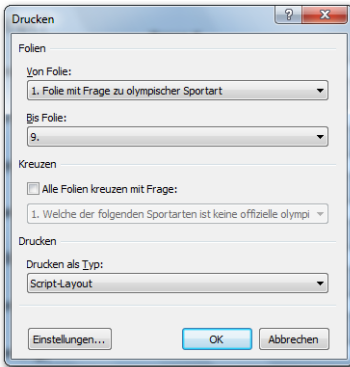 Drucken
Folien
Von Folie:
1. Folie mit Frage zu olympischer Sportart
Bis Folie:
9.
Kreuzen
Alle Folien kreuzen mit Frage:
1. Welche der folgenden Sportarten ist keine offizielle olympi
Drucken
Drucken als Typ:
Script-Layout
Einstellungen... OK Abbrechen